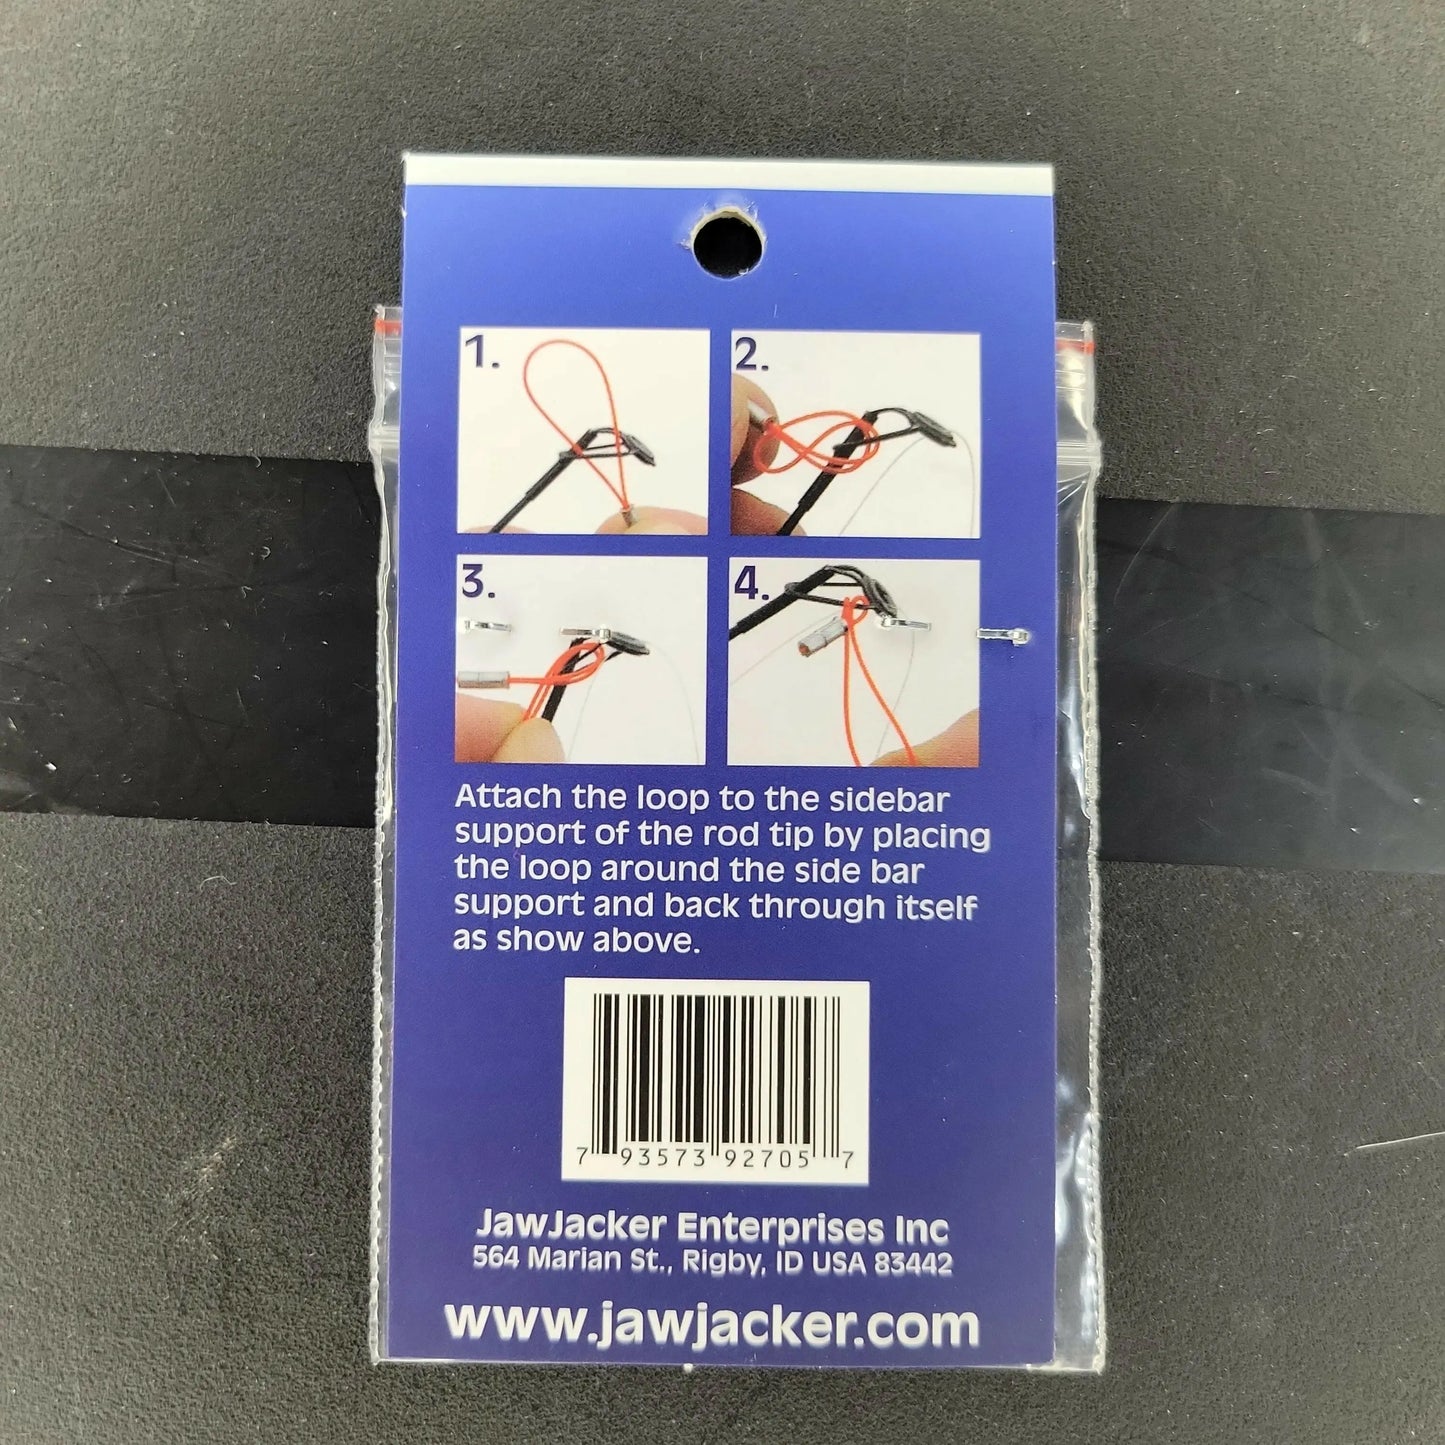 1.
2.
3.
4.
Attach the loop to the sidebar
support of the rod tip by placing
the loop around the side bar
support and back through itself
as show above.
7 93573 92705 7
JawJacker Enterprises Inc
564 Marian St., Rigby, ID USA 83442
www.jawjacker.com